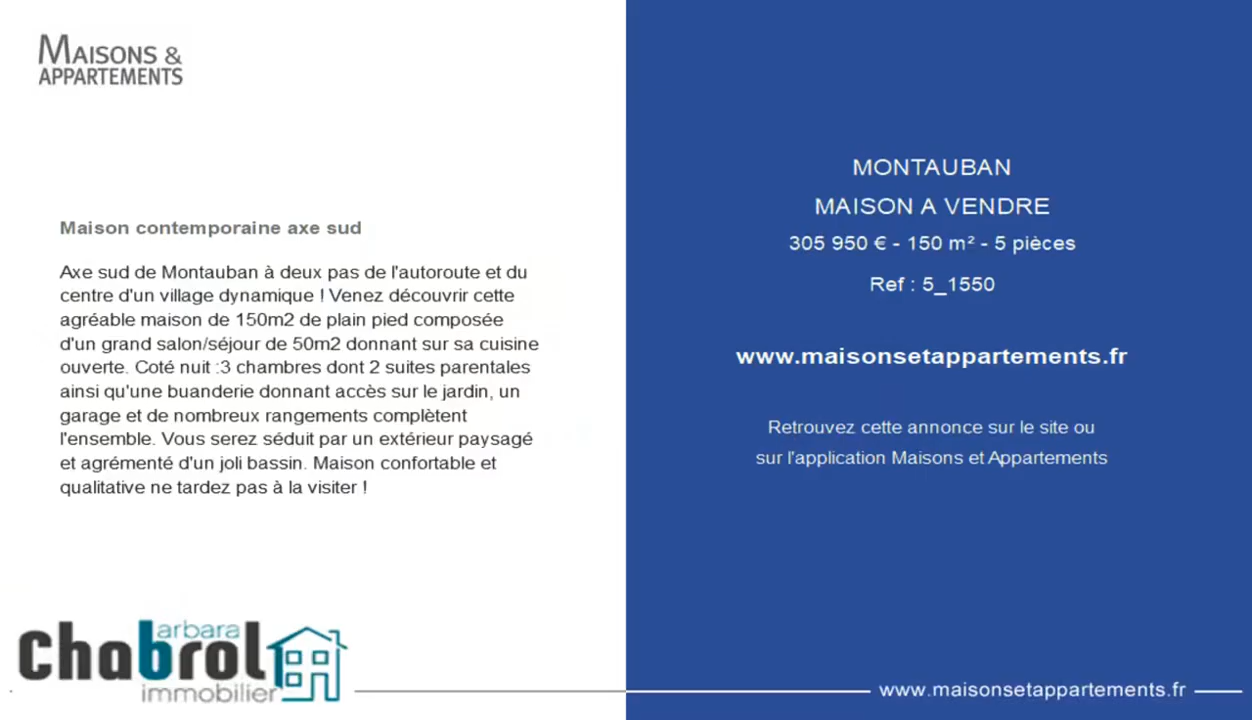 MAISONS &
APPARTEMENTS
Maison contemporaine axe sud
Axe sud de Montauban à deux pas de l'autoroute et du
centre d'un village dynamique ! Venez découvrir cette
agréable maison de 150m2 de plain pied composée
d'un grand salon/séjour de 50m2 donnant sur sa cuisine
ouverte. Coté nuit :3 chambres dont 2 suites parentales
ainsi qu'une buanderie donnant accès sur le jardin, un
garage et de nombreux rangements complètent
l'ensemble. Vous serez séduit par un extérieur paysagé
et agrémenté d'un joli bassin. Maison confortable et
qualitative ne tardez pas à la visiter !
arbara
Chabrol
immobilier
MONTAUBAN
MAISON A VENDRE
305 950 € - 150 m² - 5 pièces
Ref : 5_1550
www.maisonsetappartements.fr
Retrouvez cette annonce sur le site ou
sur l'application Maisons et Appartements
www.maisonsetappartements.fr